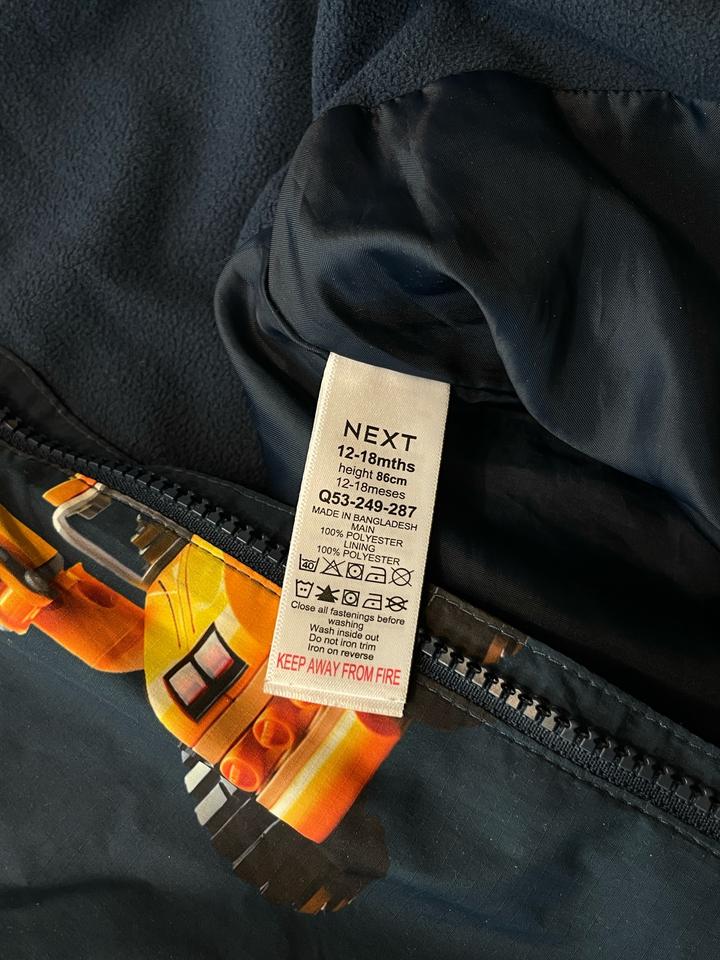 NEXT
12-18mths
height 86cm
12-18meses
Q53-249-287
MADE IN BANGLADESH
MAIN
100% POLYESTER
LINING
100% POLYESTER
40
Close all fastenings before
washing
Wash inside out
Do not iron trim
Iron on reverse
KEEP AWAY FROM FIRE